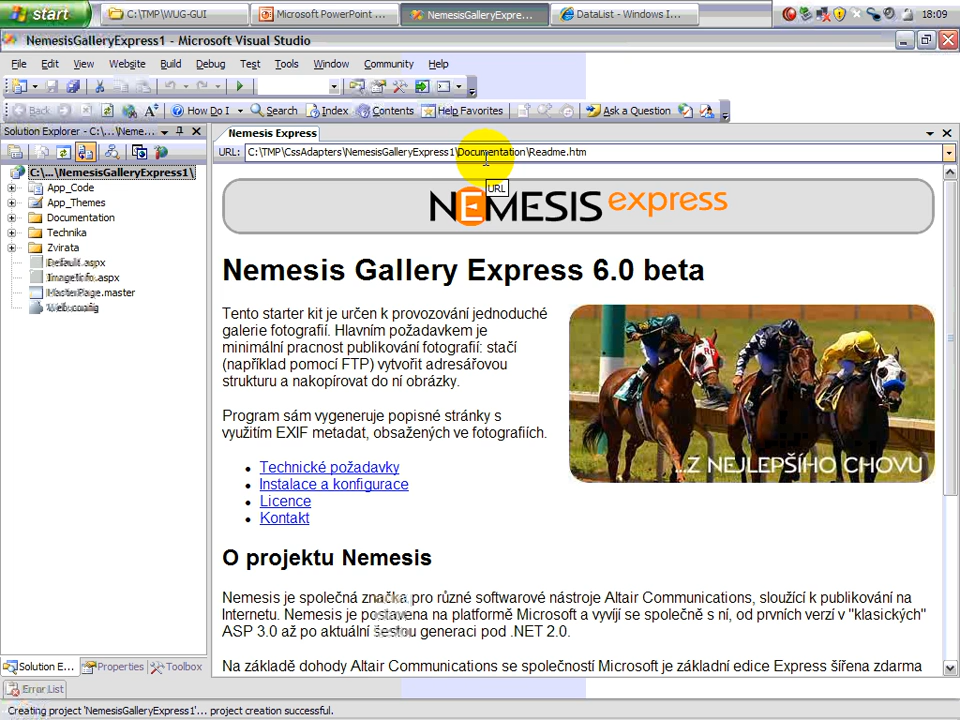 start
C:\TMP\WUG-GUI
Microsoft PowerPoint ...
NemesisGalleryExpre...
DataList - Windows I...
18:09
NemesisGalleryExpress1 - Microsoft Visual Studio
File Edit View Website Build Debug Test Tools Window Community Help
Back How Do I Search Index Contents Help Favorites Ask a Question
Solution Explorer - C:\...\Neme...
Nemesis Express
URL: C:\TMP\CssAdapters\NemesisGalleryExpress1\Documentation\Readme.htm
URL
C:\...\NemesisGalleryExpress1\
App_Code
App_Themes
Documentation
Technika
Zvirata
Default.aspx
ImageInfo.aspx
MasterPage.master
Web.config
NEMESIS express
Nemesis Gallery Express 6.0 beta
Tento starter kit je určen k provozování jednoduché
galerie fotografií. Hlavním požadavkem je
minimální pracnost publikování fotografií: stačí
(například pomocí FTP) vytvořit adresářovou
strukturu a nakopírovat do ní obrázky.
Program sám vygeneruje popisné stránky s
využitím EXIF metadat, obsažených ve fotografiích.
...Z NEJLEPŠÍHO CHOVU
Technické požadavky
Instalace a konfigurace
Licence
Kontakt
O projektu Nemesis
Nemesis je společná značka pro různé softwarové nástroje Altair Communications, sloužící k publikování na
Internetu. Nemesis je postavena na platformě Microsoft a vyvíjí se společně s ní, od prvních verzí v "klasických"
ASP 3.0 až po aktuální šestou generaci pod .NET 2.0.
Na základě dohody Altair Communications se společností Microsoft je základní edice Express šířena zdarma
Solution E... Properties Toolbox
Error List
Creating project 'NemesisGalleryExpress1'... project creation successful.